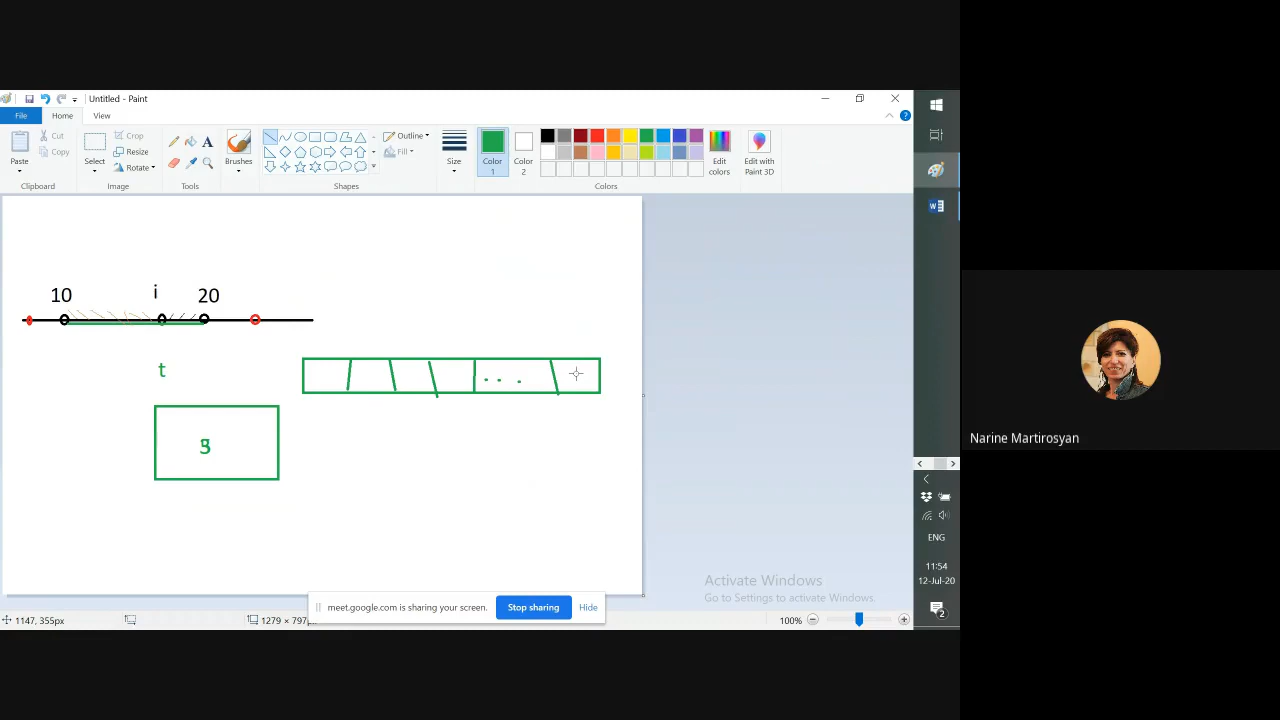 Untitled - Paint
File
Home
View
Paste
Cut
Copy
Clipboard
Select
Crop
Resize
Rotate
Image
Tools
Brushes
Shapes
Outline
Fill
Size
Color 1
Color 2
Colors
Edit colors
Edit with Paint 3D
10 i 20
t
. . .
Narine Martirosyan
ENG
11:54
12-Jul-20
2
Activate Windows
Go to Settings to activate Windows.
meet.google.com is sharing your screen.
Stop sharing
Hide
1147, 355px
1279 × 797p
100%